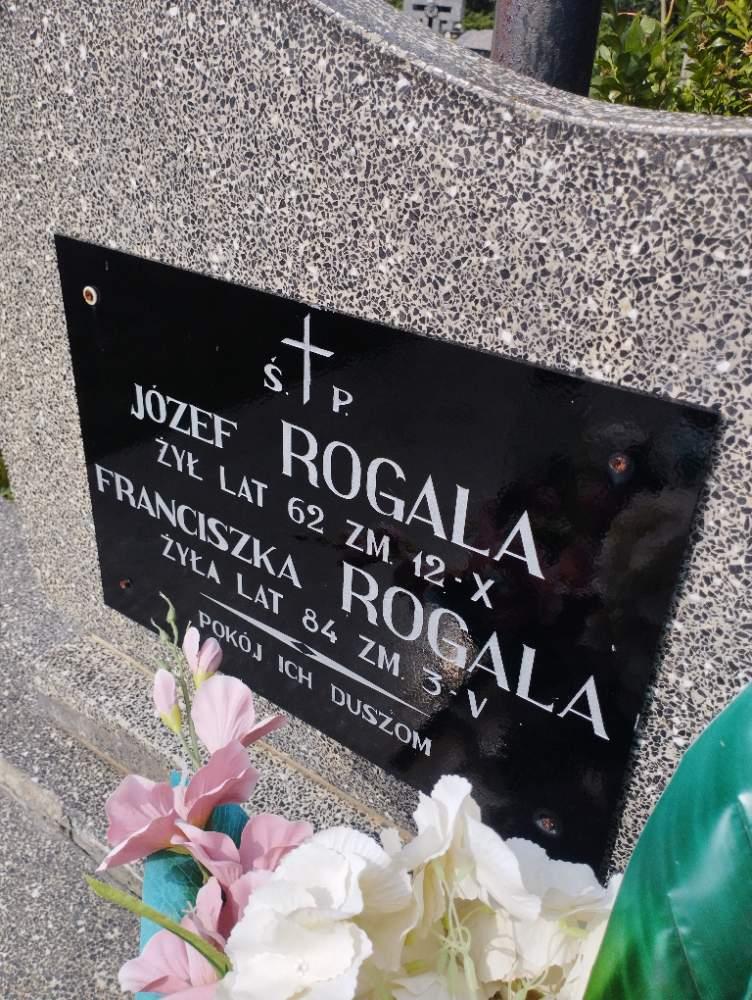 Ś. P.
JÓZEF ROGALA
ŻYŁ LAT 62 ZM. 12-X
FRANCISZKA ROGALA
ŻYŁA LAT 84 ZM. 3-V
POKÓJ ICH DUSZOM